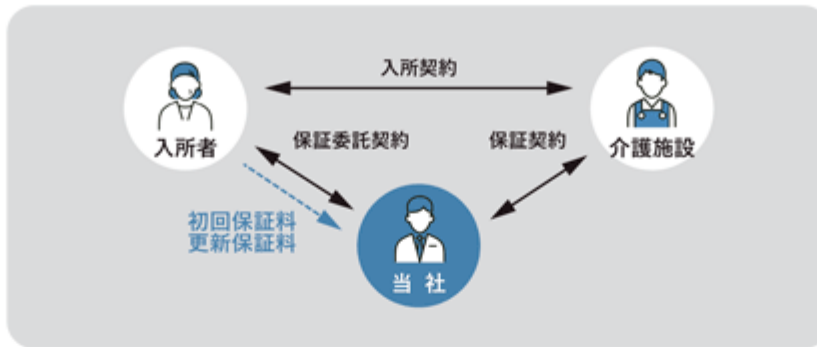 入所契約
入所者
介護施設
保証委託契約
保証契約
初回保証料
更新保証料
当社